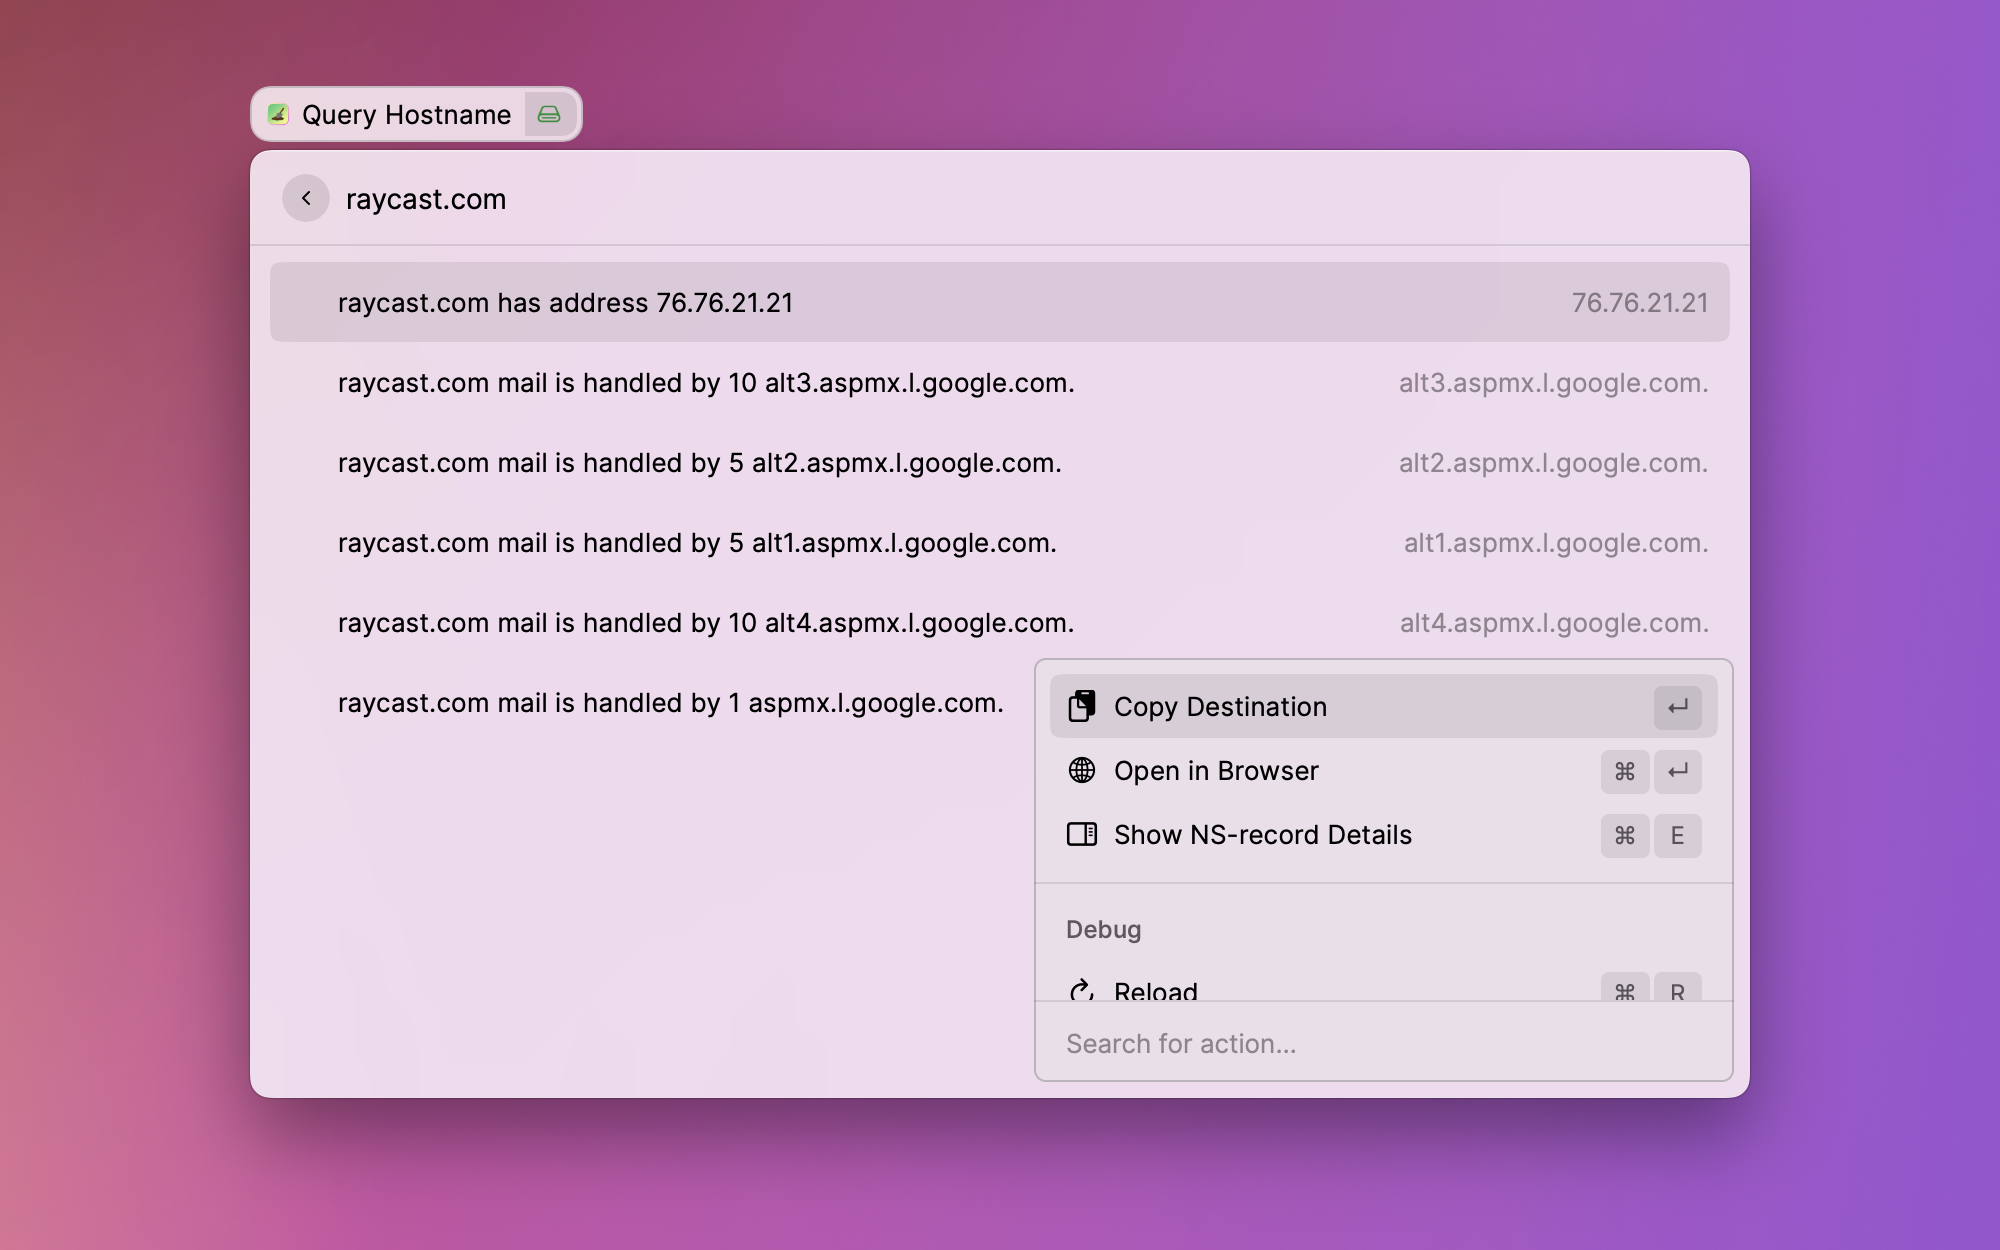 Query Hostname
raycast.com
raycast.com has address 76.76.21.21 76.76.21.21
raycast.com mail is handled by 10 alt3.aspmx.l.google.com. alt3.aspmx.l.google.com.
raycast.com mail is handled by 5 alt2.aspmx.l.google.com. alt2.aspmx.l.google.com.
raycast.com mail is handled by 5 alt1.aspmx.l.google.com. alt1.aspmx.l.google.com.
raycast.com mail is handled by 10 alt4.aspmx.l.google.com. alt4.aspmx.l.google.com.
raycast.com mail is handled by 1 aspmx.l.google.com.
Copy Destination ↵
Open in Browser ⌘ ↵
Show NS-record Details ⌘ E
Debug
Reload ⌘ R
Search for action...